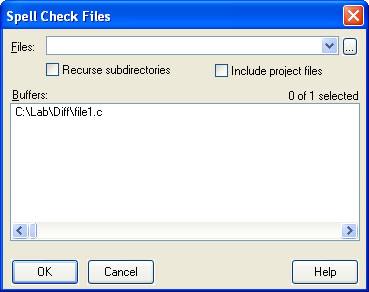 Spell Check Files
Files:
...
Recurse subdirectories Include project files
Buffers: 0 of 1 selected
C:\Lab\Diff\file1.c
OK Cancel Help